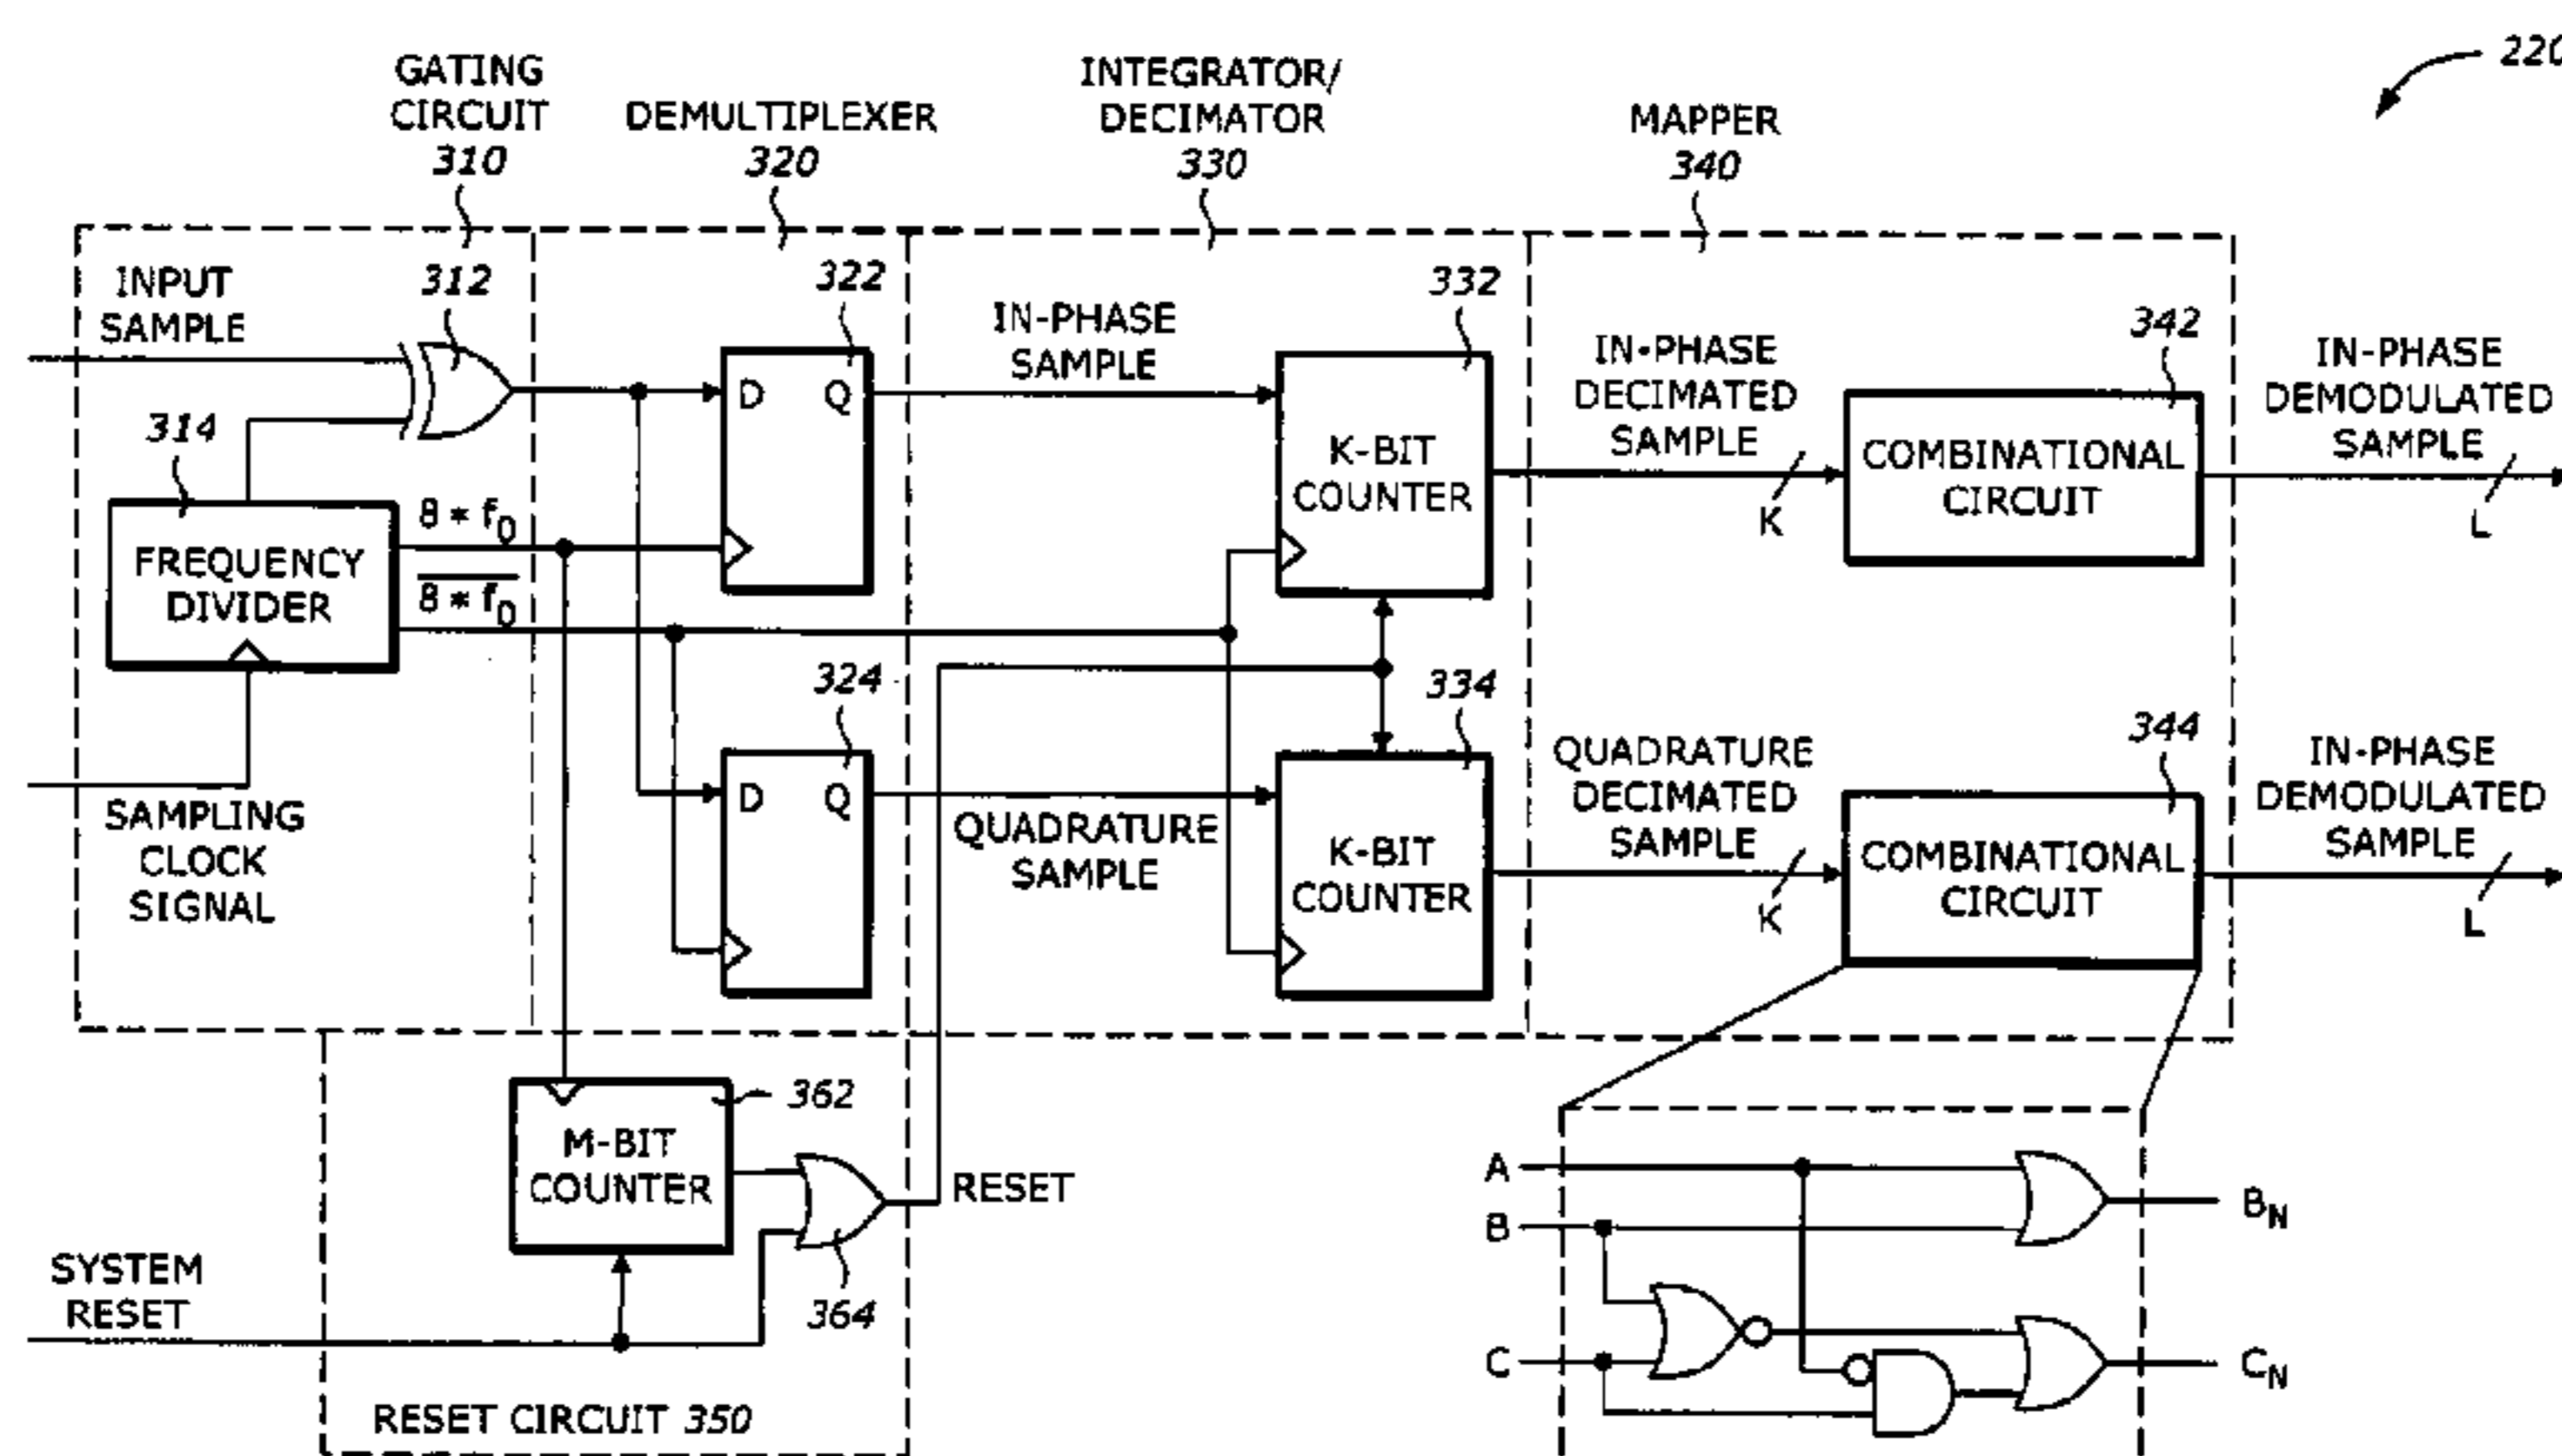 220
GATING
CIRCUIT
310
DEMULTIPLEXER
320
INTEGRATOR/
DECIMATOR
330
MAPPER
340
INPUT
SAMPLE
312
314
FREQUENCY
DIVIDER
8 * f0
8 * f0
SAMPLING
CLOCK
SIGNAL
322
D Q
324
D Q
IN-PHASE
SAMPLE
QUADRATURE
SAMPLE
332
K-BIT
COUNTER
334
K-BIT
COUNTER
IN-PHASE
DECIMATED
SAMPLE
K
QUADRATURE
DECIMATED
SAMPLE
K
342
COMBINATIONAL
CIRCUIT
344
COMBINATIONAL
CIRCUIT
IN-PHASE
DEMODULATED
SAMPLE
L
IN-PHASE
DEMODULATED
SAMPLE
L
362
M-BIT
COUNTER
364
RESET
SYSTEM
RESET
RESET CIRCUIT 350
A
B
C
BN
CN